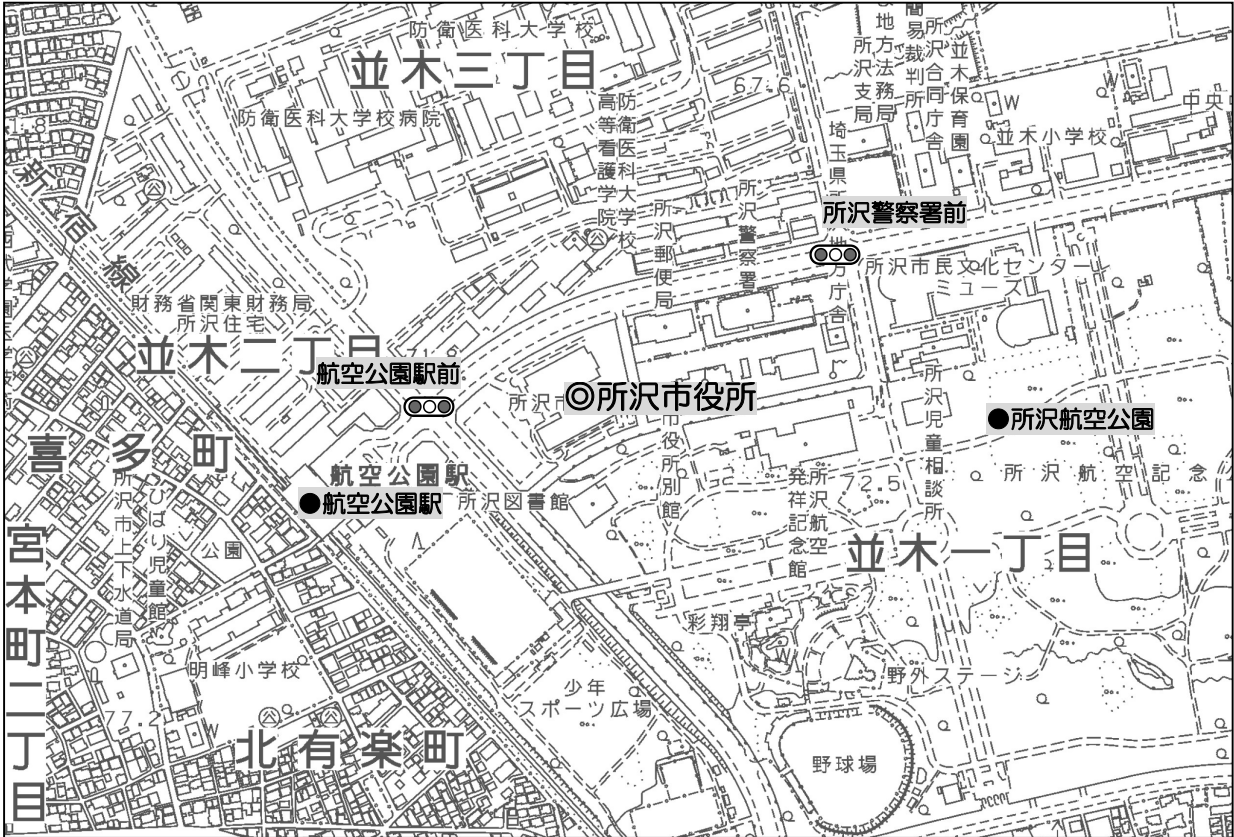 防衛医科大学校
並木三丁目
防衛医科大学校病院
防衛医科大学校
高等看護学院
67.6
地方法務局
所沢支局
簡易裁判所
所沢合同庁舎
並木保育園
W
並木小学校
中央
新宿線
埼玉県所
地方庁舎
所沢警察署前
所沢警察署
所沢郵便局
所沢市民文化センター
ミューズ
財務省関東財務局
所沢住宅
並木二丁目
71.8
航空公園駅前
所沢市
◎所沢市役所
市役所別館
所沢児童相談所
●所沢航空公園
所沢航空記念
喜多町
航空公園駅
●航空公園駅
所沢図書館
所沢航空
発祥記念館
72.5
並木一丁目
宮本町二丁目
所沢市上下水道局
ひばり児童館
公園
彩翔亭
W
野外ステージ
明峰小学校
少年
スポーツ広場
77.2
W
北有楽町
野球場